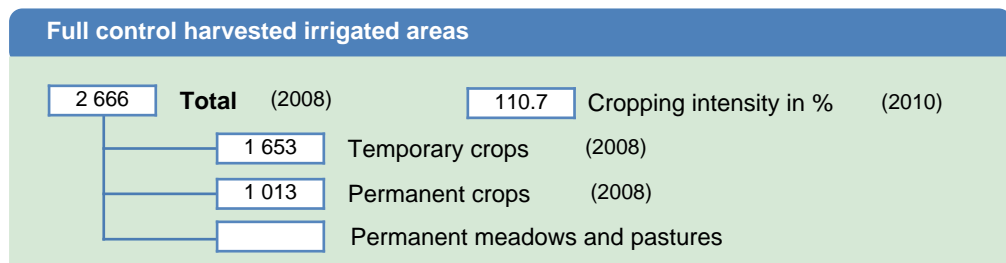 Full control harvested irrigated areas
2 666 Total (2008) 110.7 Cropping intensity in % (2010)
1 653 Temporary crops (2008)
1 013 Permanent crops (2008)
Permanent meadows and pastures